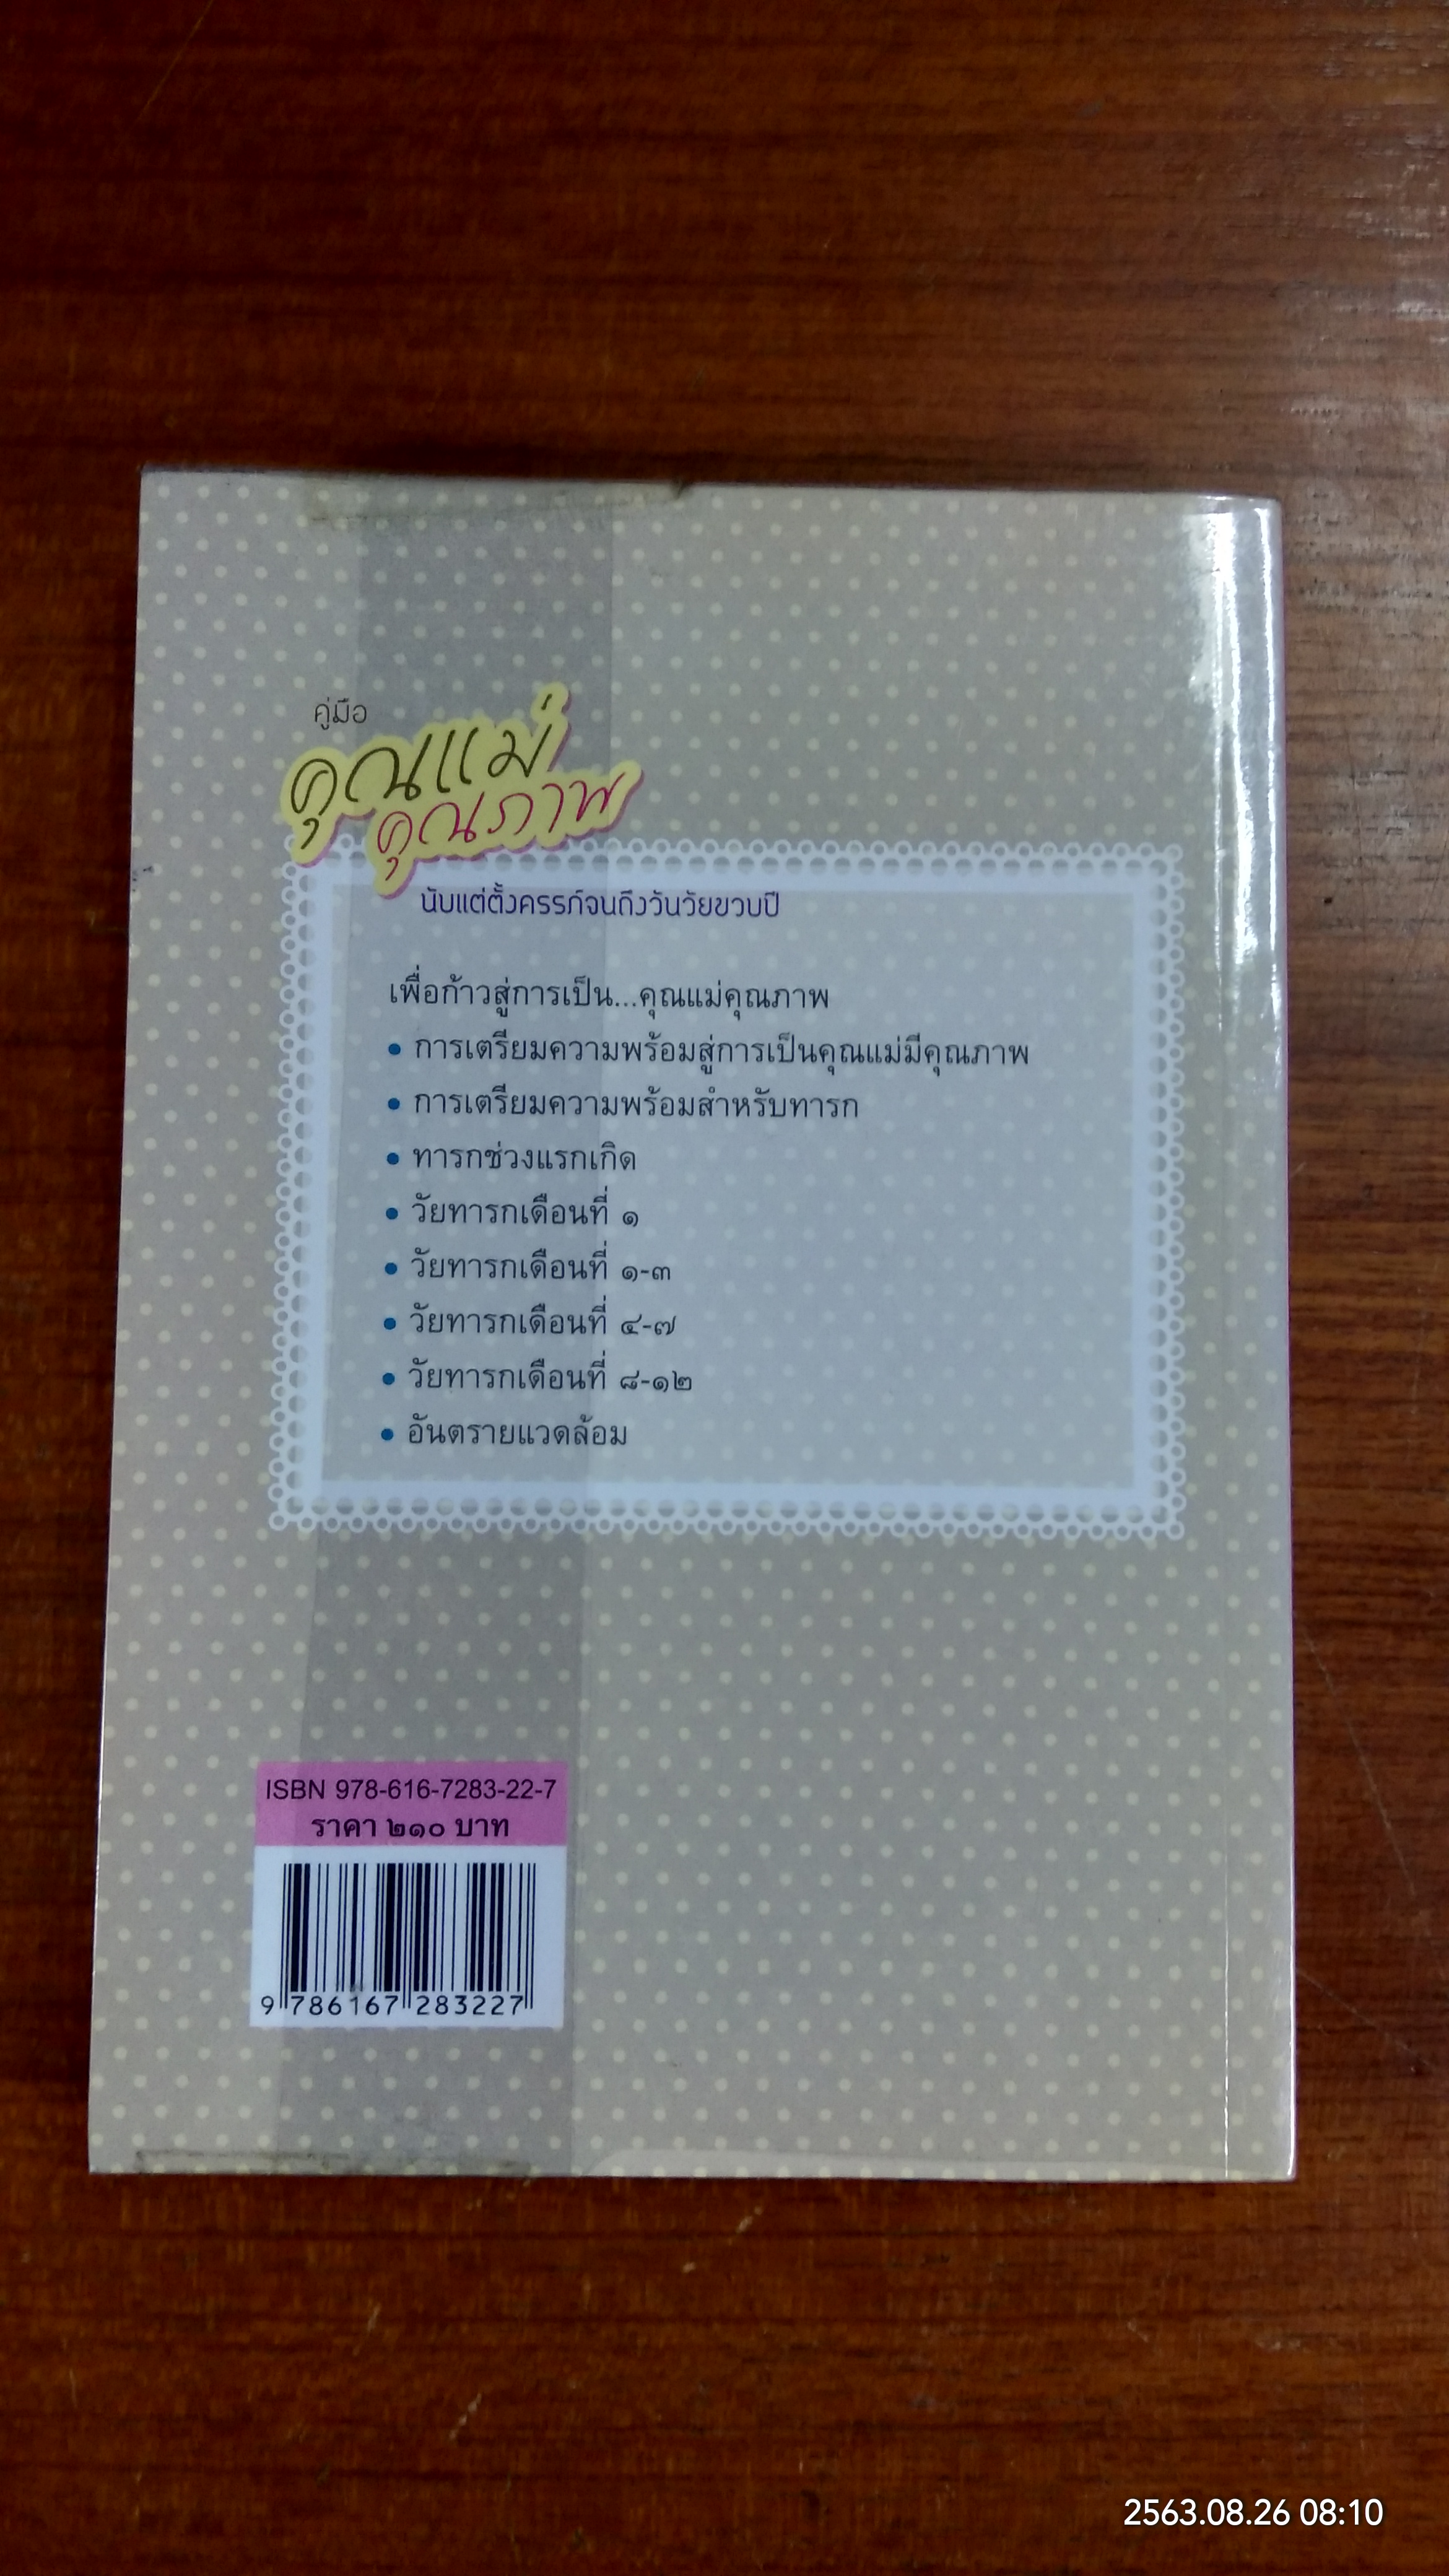 คู่มือ
คุณแม่
คุณภาพ
นับแต่ตั้งครรภ์จนถึงวันวัยขวบปี
เพื่อก้าวสู่การเป็น...คุณแม่คุณภาพ
• การเตรียมความพร้อมสู่การเป็นคุณแม่มีคุณภาพ
• การเตรียมความพร้อมสำหรับทารก
• ทารกช่วงแรกเกิด
• วัยทารกเดือนที่ ๑
• วัยทารกเดือนที่ ๑-๓
• วัยทารกเดือนที่ ๔-๗
• วัยทารกเดือนที่ ๘-๑๒
• อันตรายแวดล้อม
ISBN 978-616-7283-22-7
ราคา ๒๑๐ บาท
9 786167 283227
2563.08.26 08:10